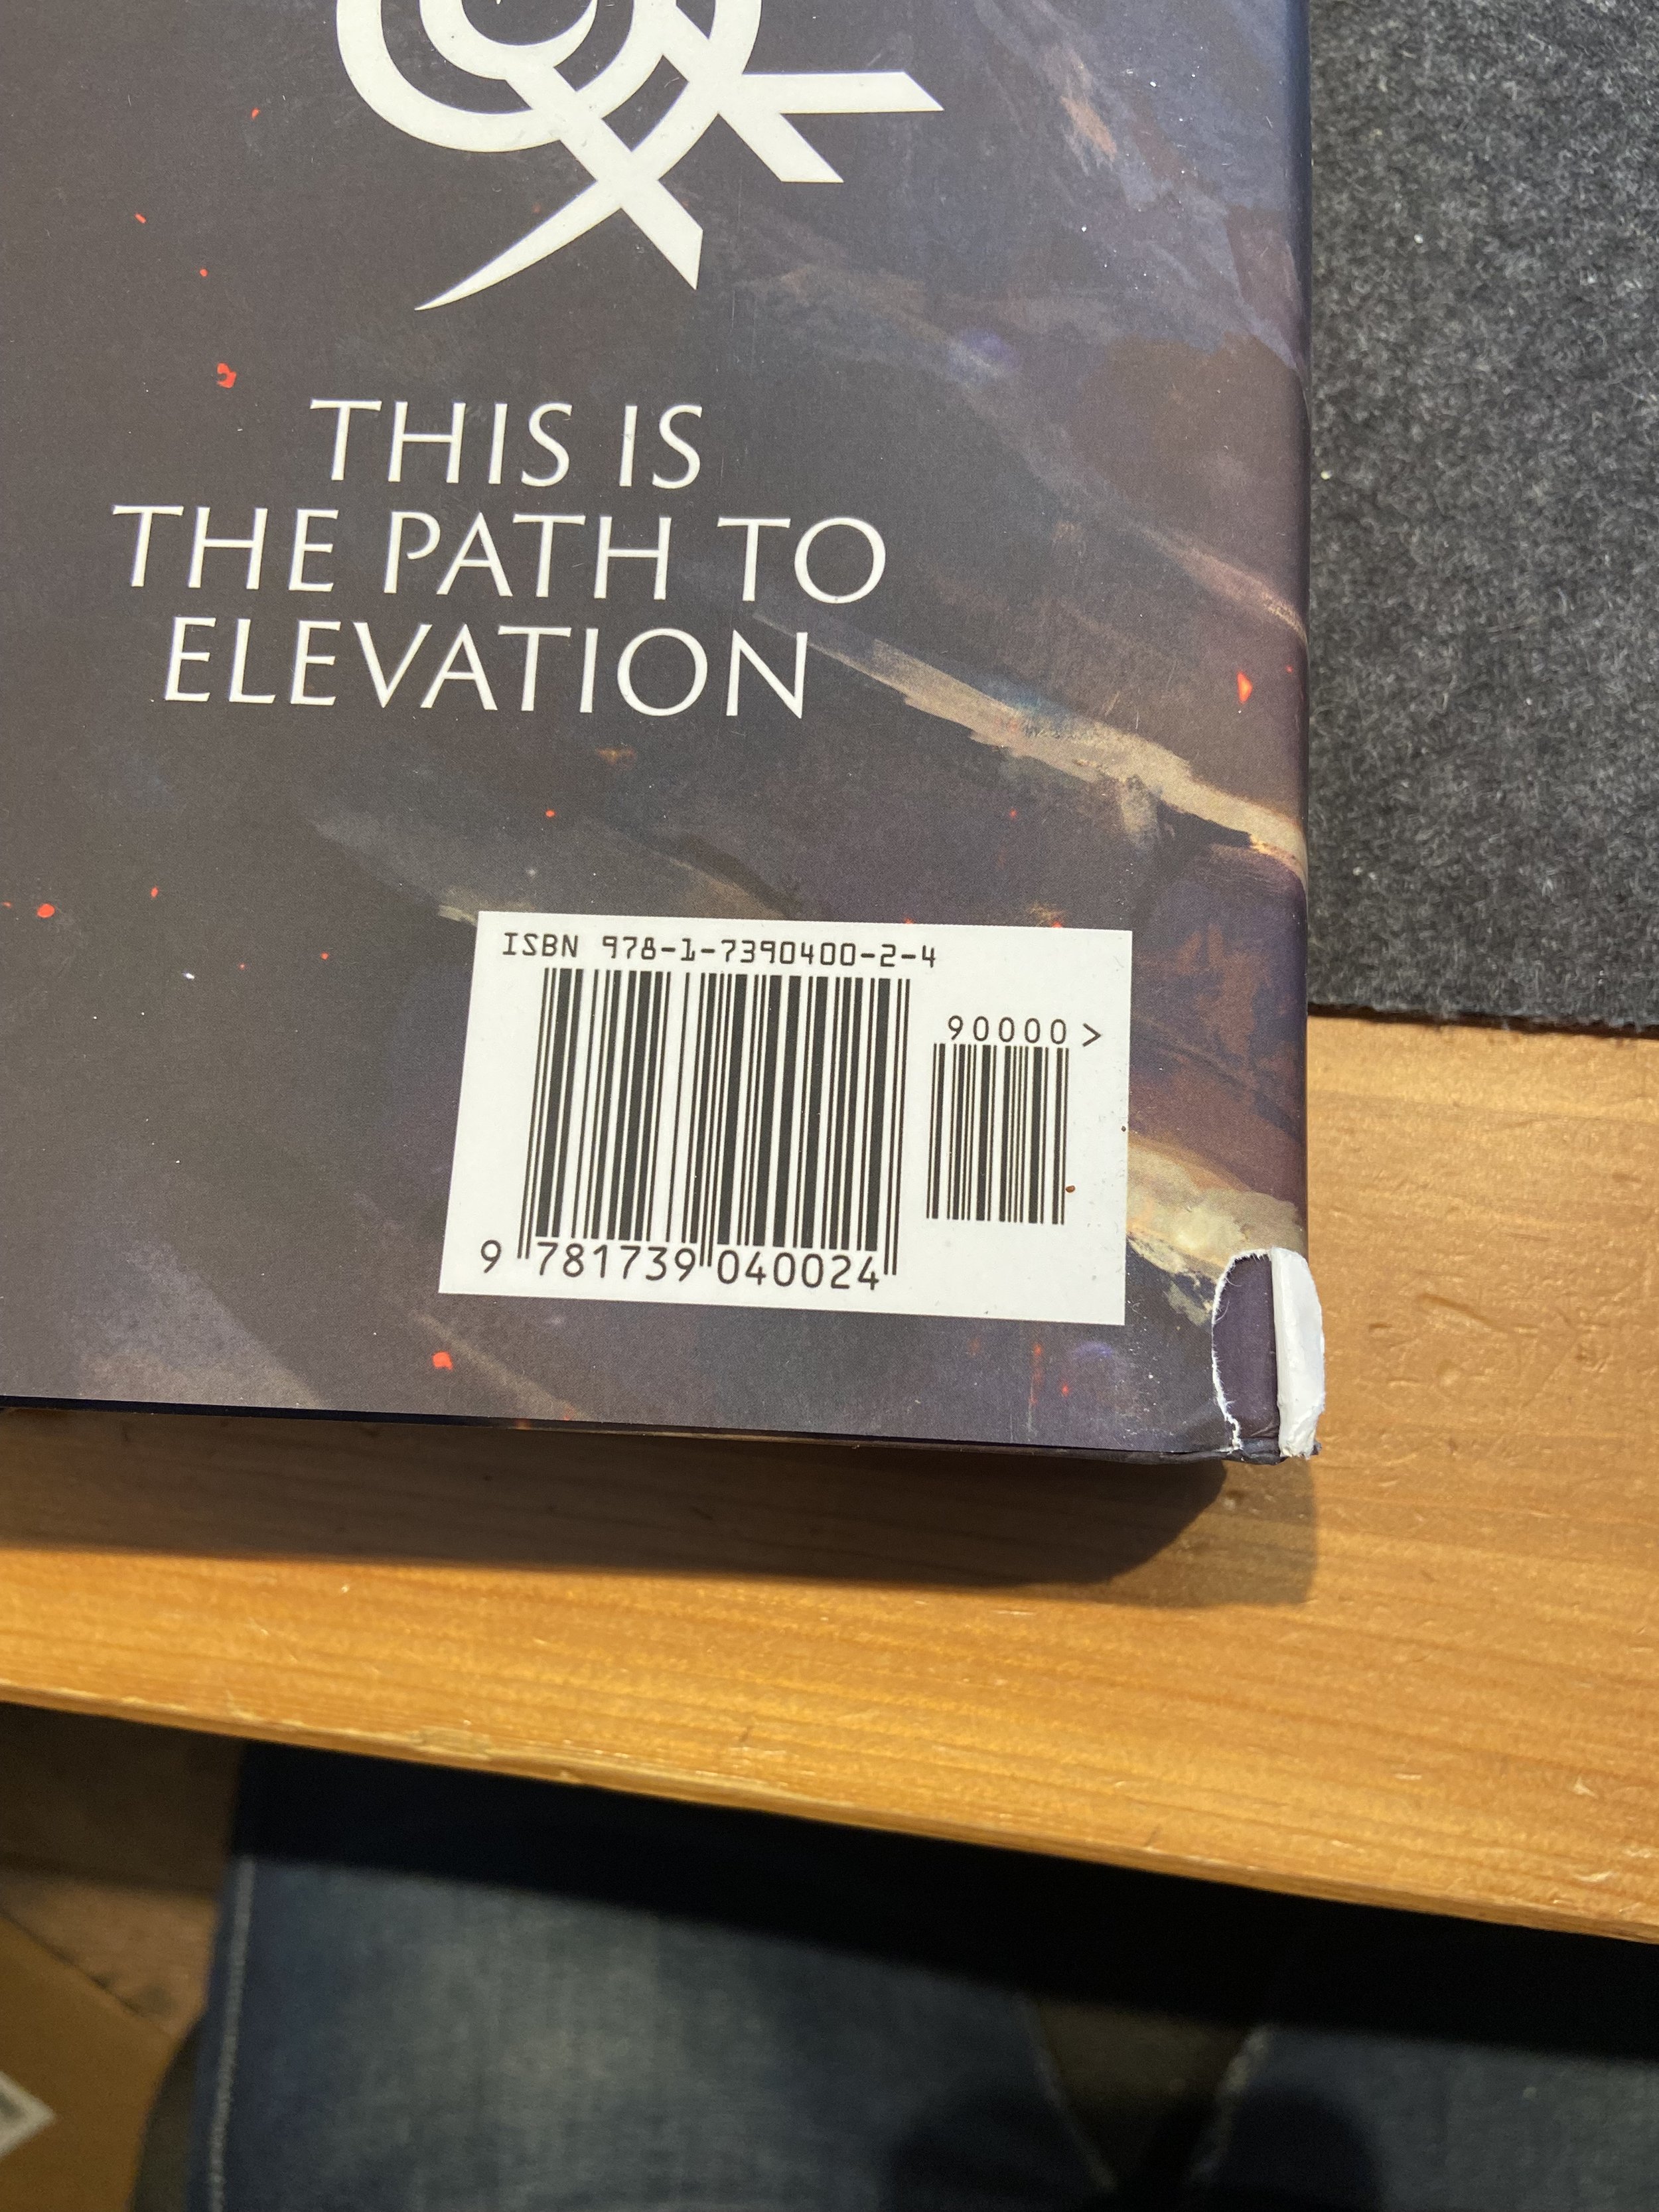 THIS IS
THE PATH TO
ELEVATION
ISBN 978-1-7390400-2-4
90000>
9 781739 040024